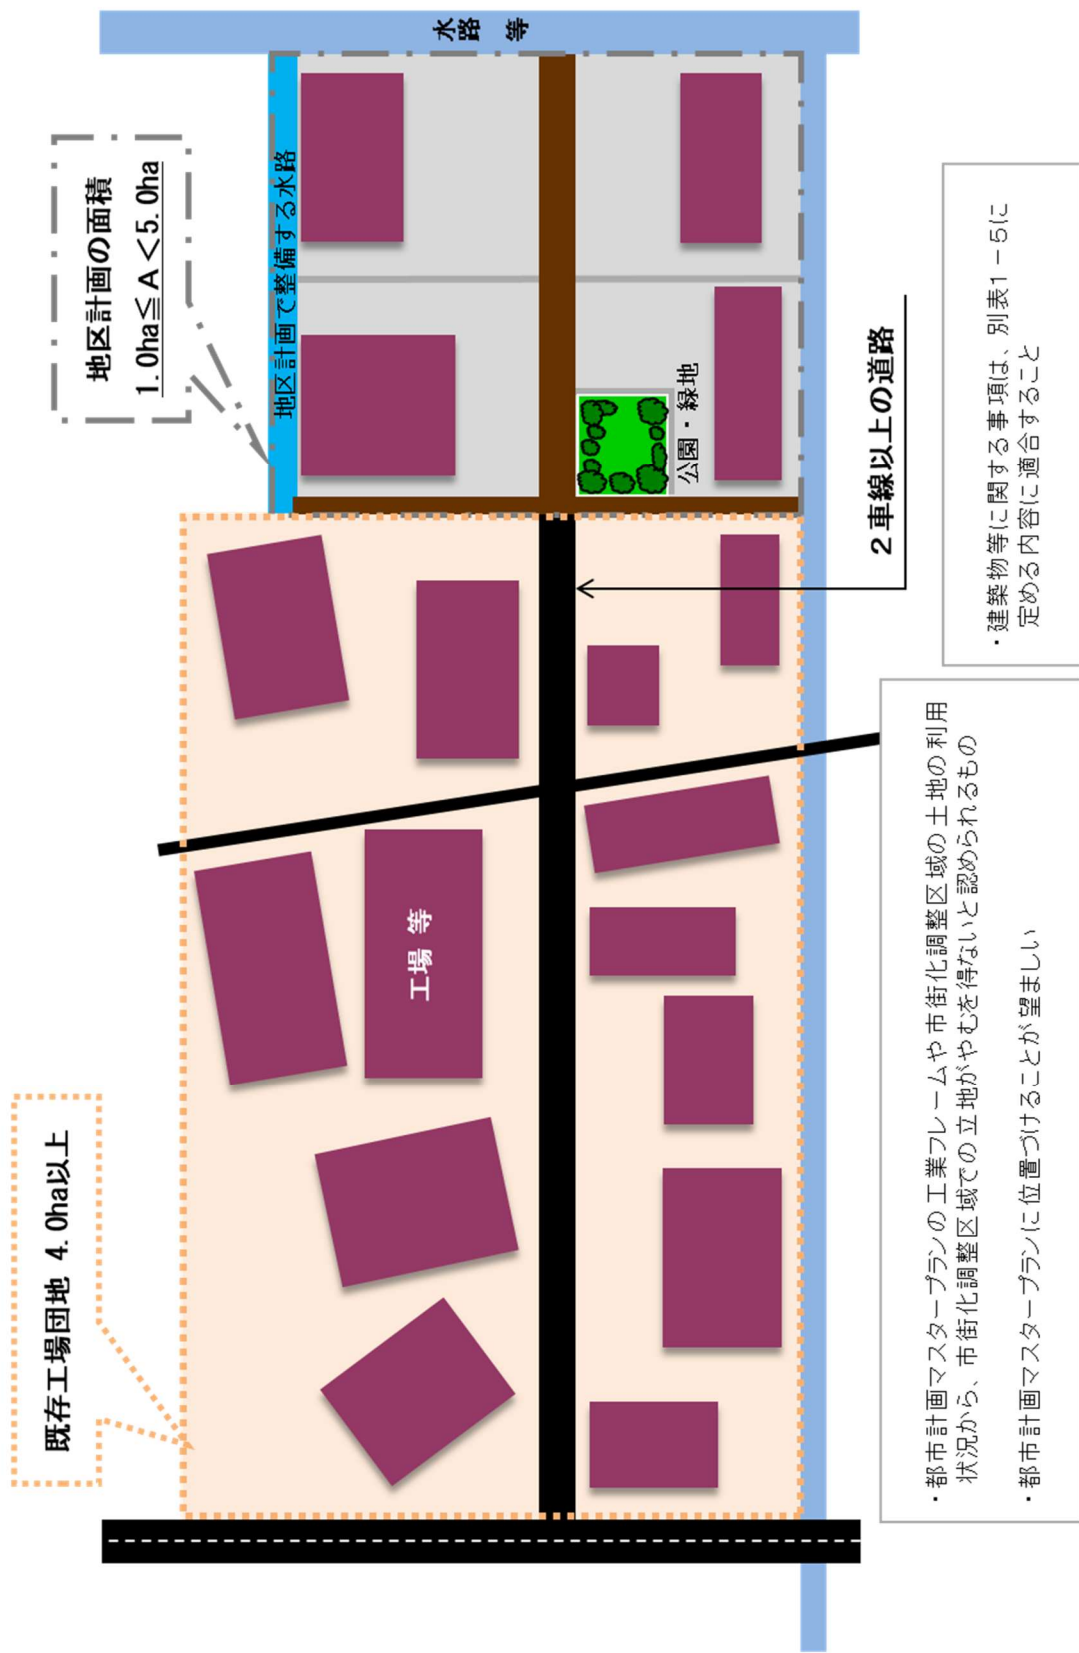 既存工場団地 4.0ha以上
地区計画の面積
1.0ha≦A<5.0ha
地区計画で整備する水路
水路 等
工場 等
公園・緑地
2車線以上の道路
・都市計画マスタープランの工業フレームや市街化調整区域の土地の利用
状況から、市街化調整区域での立地がやむを得ないと認められるもの
・都市計画マスタープランに位置づけることが望ましい
・建築物等に関する事項は、別表1-5に
定める内容に適合すること